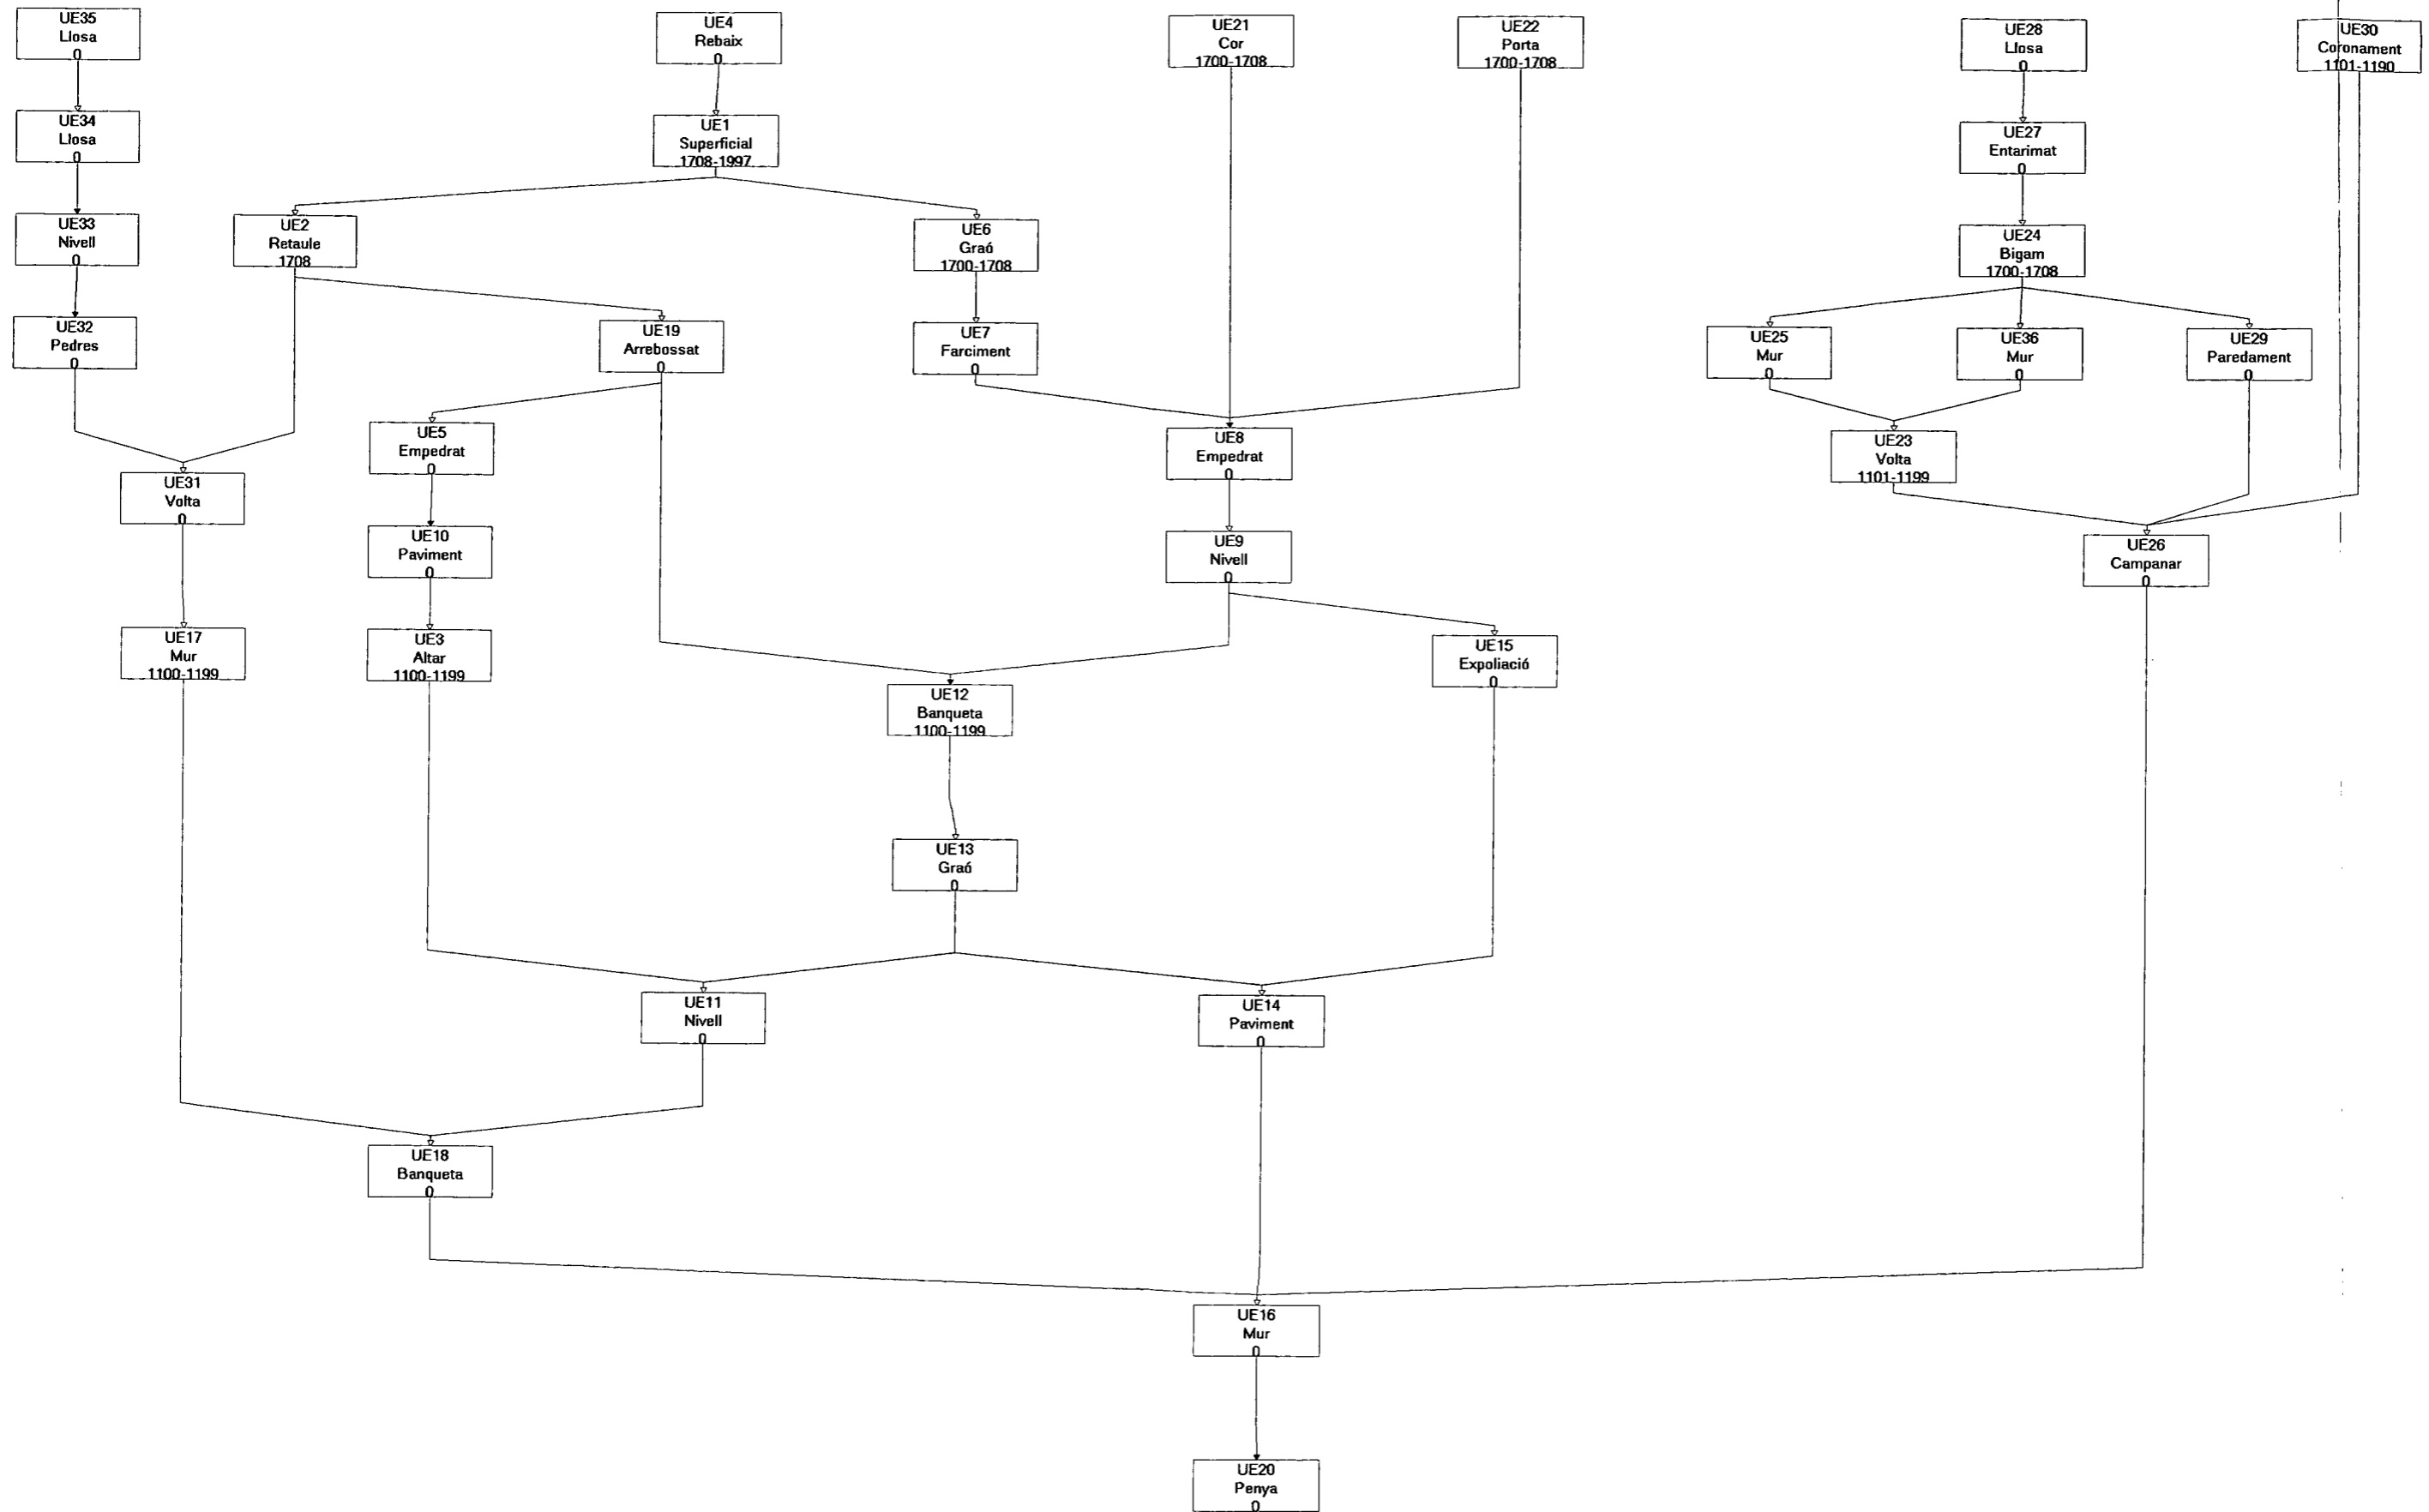 UE35
Llosa
0
UE4
Rebaix
0
UE21
Cor
1700-1708
UE22
Porta
1700-1708
UE28
Llosa
0
UE30
Coronament
1101-1190
UE34
Llosa
0
UE1
Superficial
1708-1997
UE27
Entarimat
0
UE33
Nivell
0
UE2
Retaule
1708
UE6
Graó
1700-1708
UE24
Bigam
1700-1708
UE32
Pedres
0
UE19
Arrebossat
0
UE7
Farciment
0
UE25
Mur
0
UE36
Mur
0
UE29
Paredament
0
UE5
Empedrat
0
UE8
Empedrat
0
UE23
Volta
1101-1199
UE31
Volta
0
UE10
Paviment
0
UE9
Nivell
0
UE26
Campanar
0
UE17
Mur
1100-1199
UE3
Altar
1100-1199
UE15
Expoliació
0
UE12
Banqueta
1100-1199
UE13
Graó
0
UE11
Nivell
0
UE14
Paviment
0
UE18
Banqueta
0
UE16
Mur
0
UE20
Penya
0